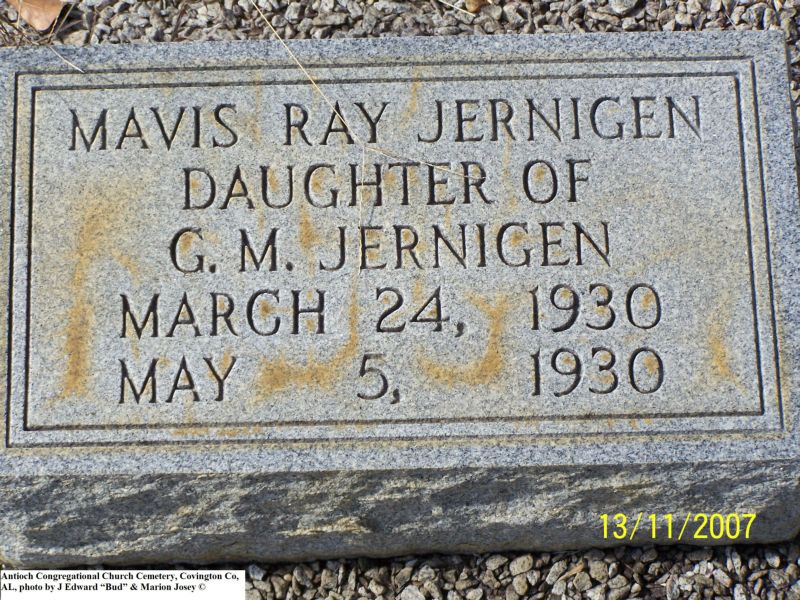 MAVIS RAY JERNIGEN
DAUGHTER OF
G. M. JERNIGEN
MARCH 24, 1930
MAY 5, 1930
13/11/2007
Antioch Congregational Church Cemetery, Covington Co,
AL, photo by J Edward “Bud” & Marion Josey ©